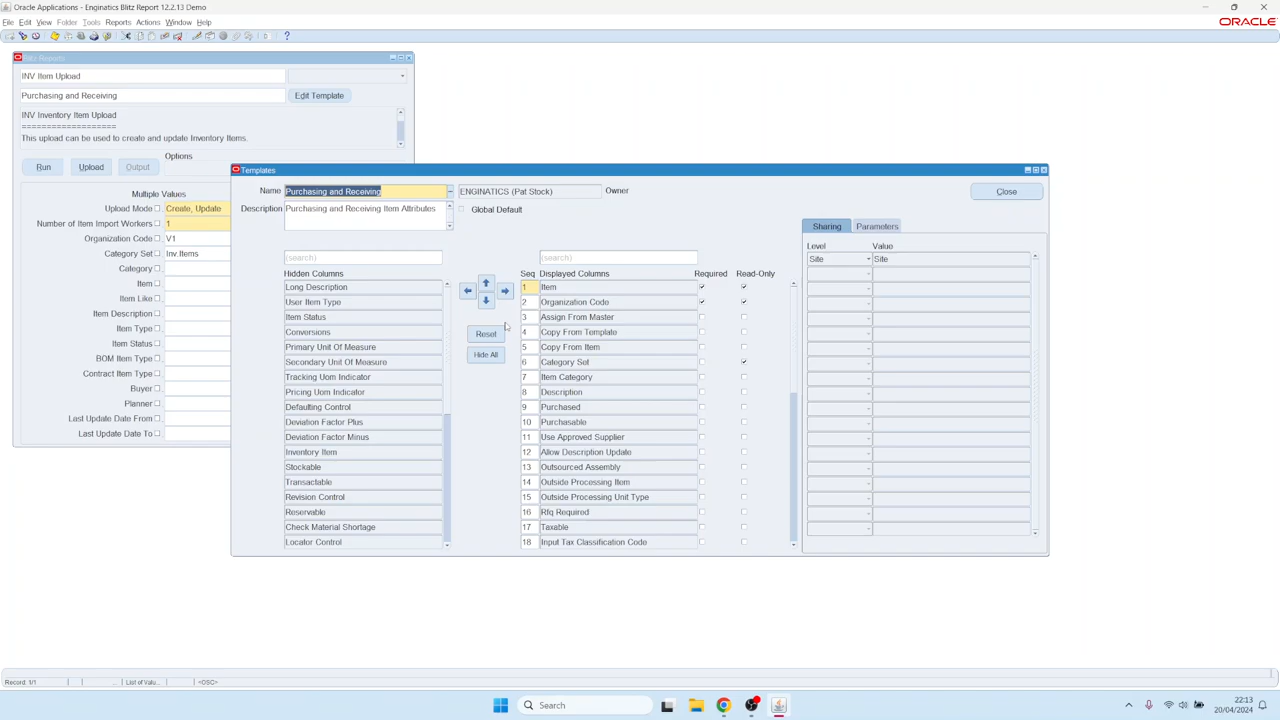 Oracle Applications - Enginatics Blitz Report 12.2.13 Demo
File Edit View Folder Tools Reports Actions Window Help
ORACLE
Blitz Reports
INV Item Upload
Purchasing and Receiving
Edit Template
INV Inventory Item Upload
====================
This upload can be used to create and update Inventory Items.
Options
Run Upload Output
Multiple Values
Upload Mode Create, Update
Number of Item Import Workers 1
Organization Code V1
Category Set Inv.Items
Category
Item
Item Like
Item Description
Item Type
Item Status
BOM Item Type
Contract Item Type
Buyer
Planner
Last Update Date From
Last Update Date To
Templates
Name Purchasing and Receiving ENGINATICS (Pat Stock) Owner Close
Description Purchasing and Receiving Item Attributes Global Default
Sharing Parameters
Level Value
Site Site
(search) (search)
Hidden Columns Seq Displayed Columns Required Read-Only
Long Description 1 Item
User Item Type 2 Organization Code
Item Status 3 Assign From Master
Conversions 4 Copy From Template
Primary Unit Of Measure 5 Copy From Item
Secondary Unit Of Measure 6 Category Set
Tracking Uom Indicator 7 Item Category
Pricing Uom Indicator 8 Description
Defaulting Control 9 Purchased
Deviation Factor Plus 10 Purchasable
Deviation Factor Minus 11 Use Approved Supplier
Inventory Item 12 Allow Description Update
Stockable 13 Outsourced Assembly
Transactable 14 Outside Processing Item
Revision Control 15 Outside Processing Unit Type
Reservable 16 Rfq Required
Check Material Shortage 17 Taxable
Locator Control 18 Input Tax Classification Code
Reset
Hide All
Record: 1/1 ... List of Valu... <OSC>
Search
22:13
20/04/2024